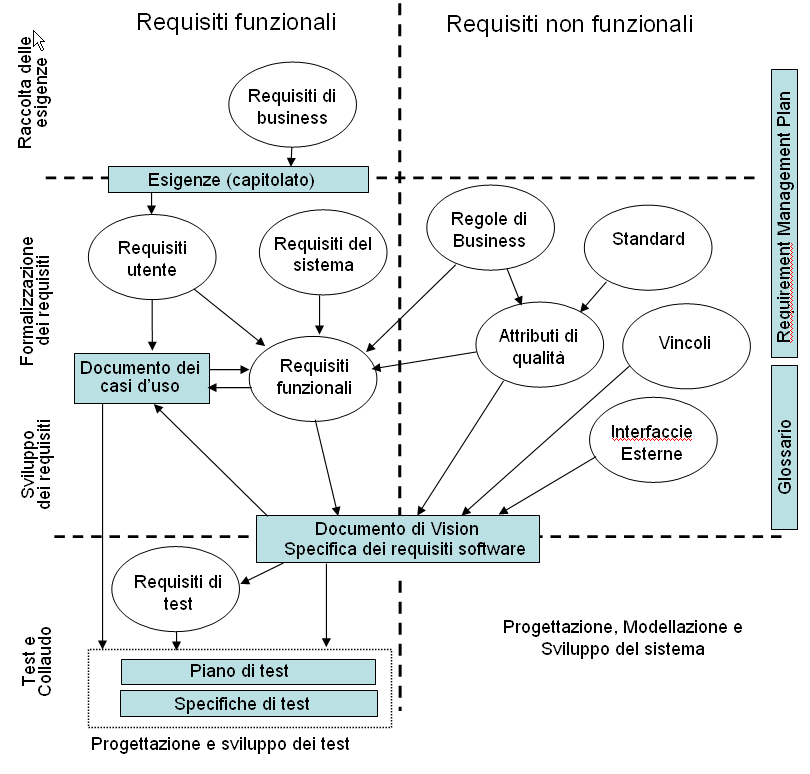 Requisiti funzionali
Requisiti non funzionali
Raccolta delle
esigenze
Requisiti di
business
Esigenze (capitolato)
Requisiti
utente
Requisiti del
sistema
Regole di
Business
Standard
Requirement Management Plan
Formalizzazione
dei requisiti
Documento dei
casi d'uso
Requisiti
funzionali
Attributi di
qualità
Vincoli
Interfaccie
Esterne
Glossario
Sviluppo
dei requisiti
Documento di Vision
Specifica dei requisiti software
Requisiti di
test
Test e
Collaudo
Piano di test
Specifiche di test
Progettazione e sviluppo dei test
Progettazione, Modellazione e
Sviluppo del sistema